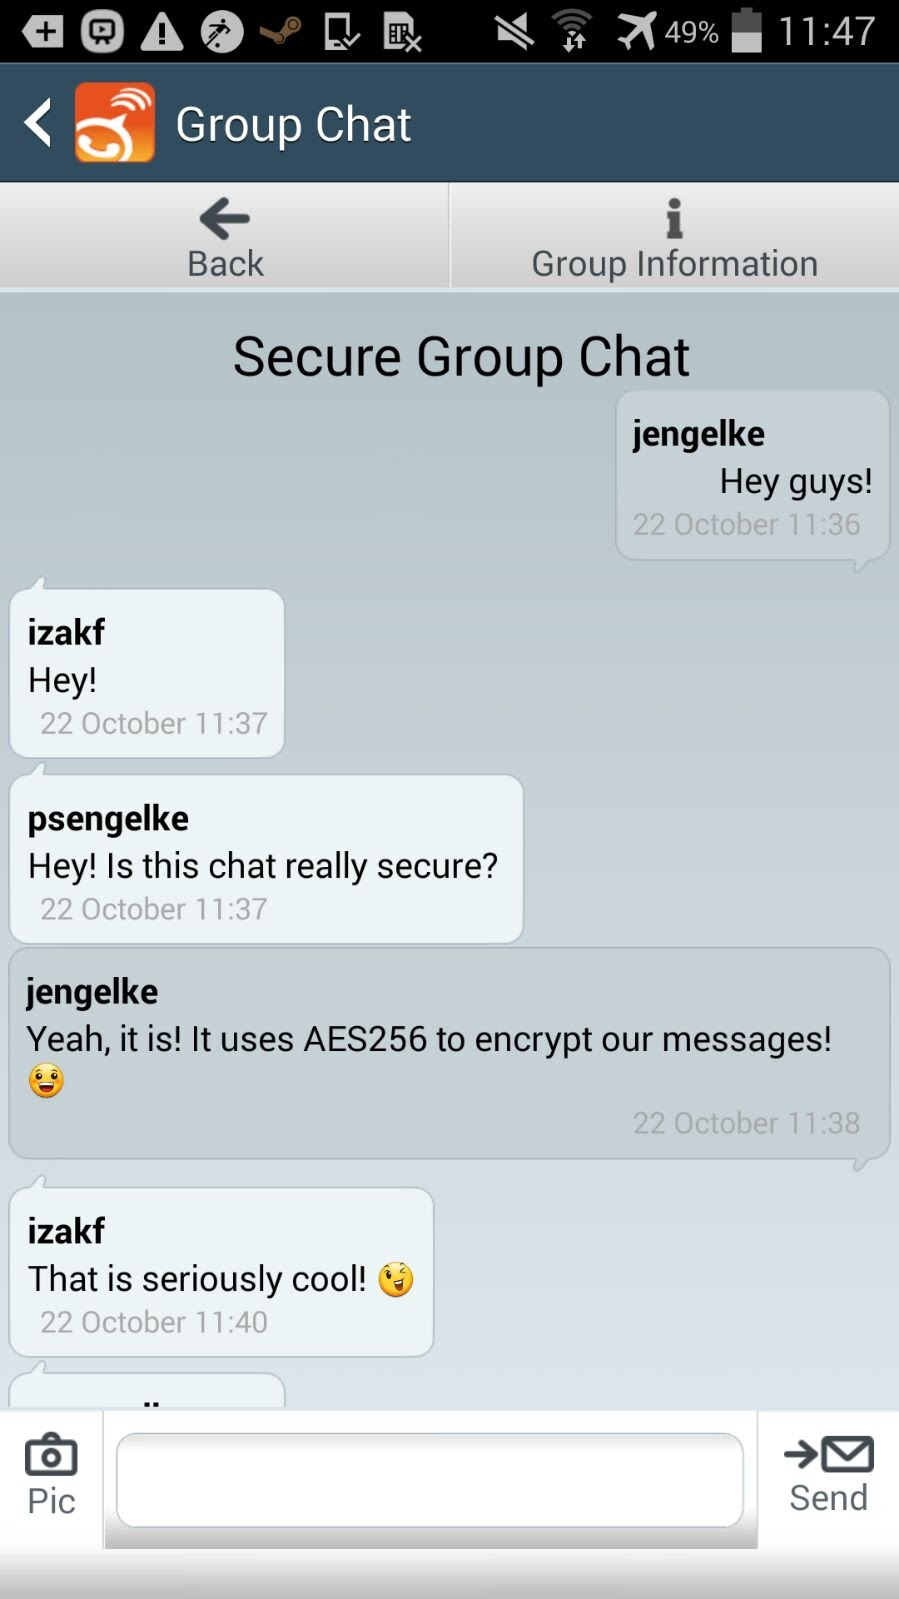 49% 11:47
Group Chat
Back
Group Information
Secure Group Chat
jengelke
Hey guys!
22 October 11:36
izakf
Hey!
22 October 11:37
psengelke
Hey! Is this chat really secure?
22 October 11:37
jengelke
Yeah, it is! It uses AES256 to encrypt our messages!
😀
22 October 11:38
izakf
That is seriously cool! 😉
22 October 11:40
Pic
Send